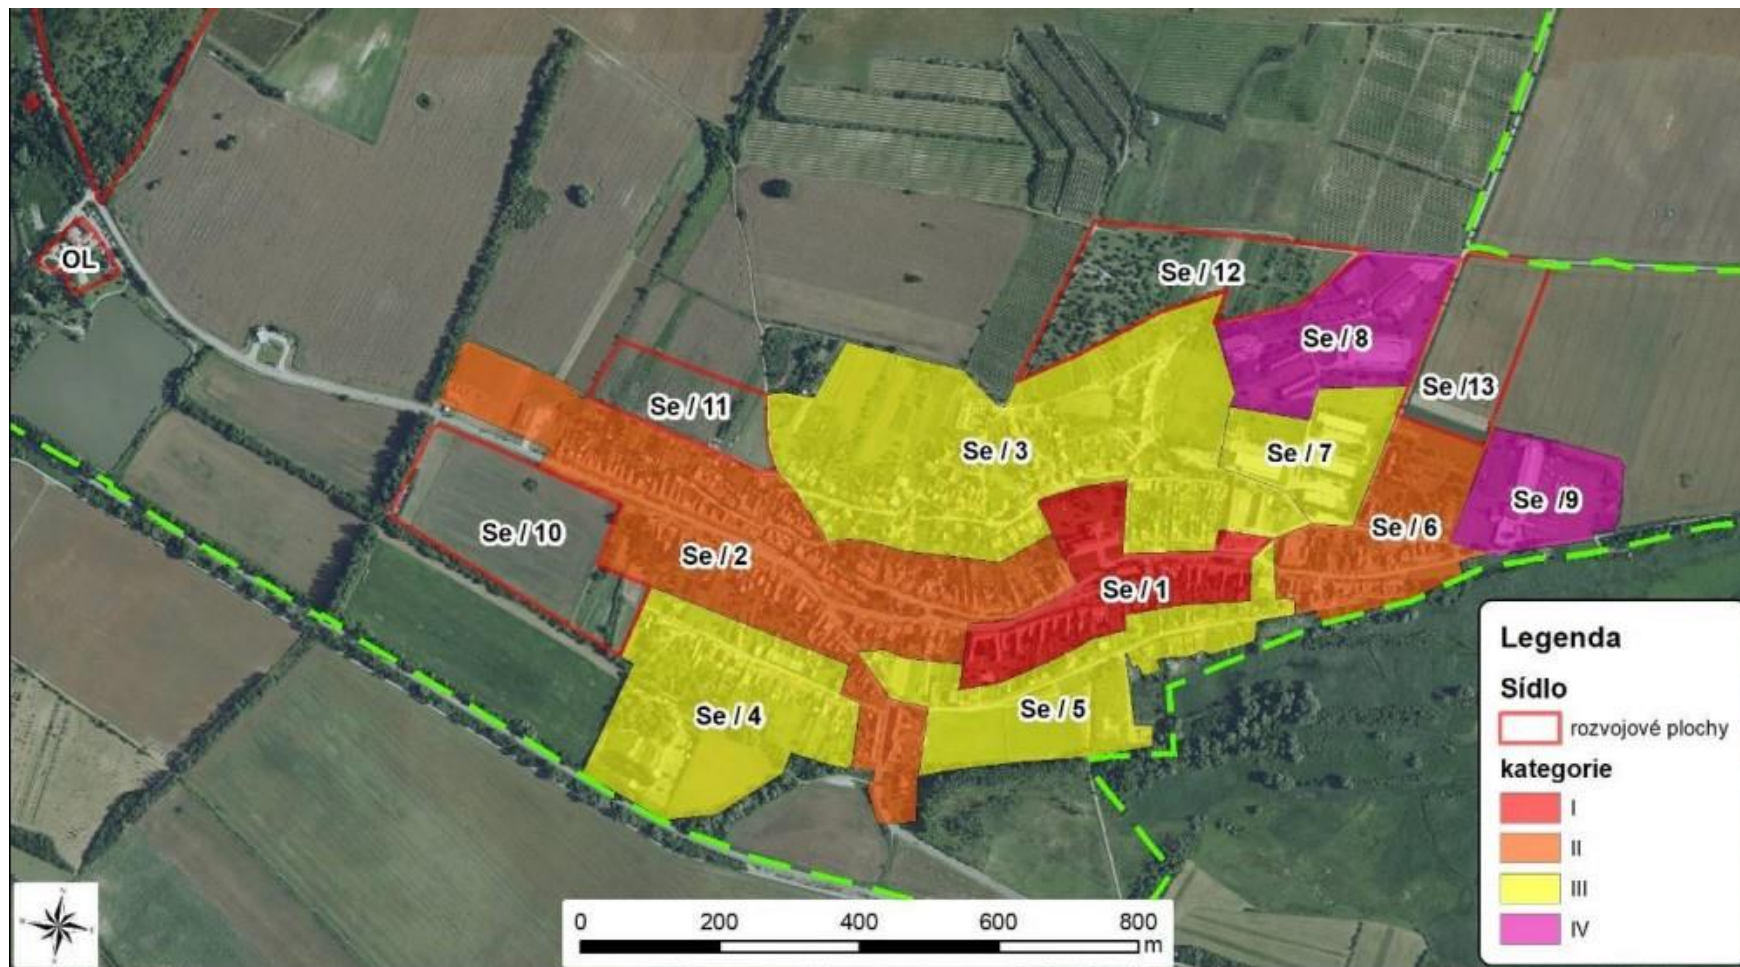 OL
Se / 12
Se / 8
Se /13
Se / 11
Se / 3
Se / 7
Se /9
Se / 10
Se / 2
Se / 6
Se / 1
Se / 4
Se / 5
Legenda
Sídlo
rozvojové plochy
kategorie
I
II
III
IV
0 200 400 600 800
m